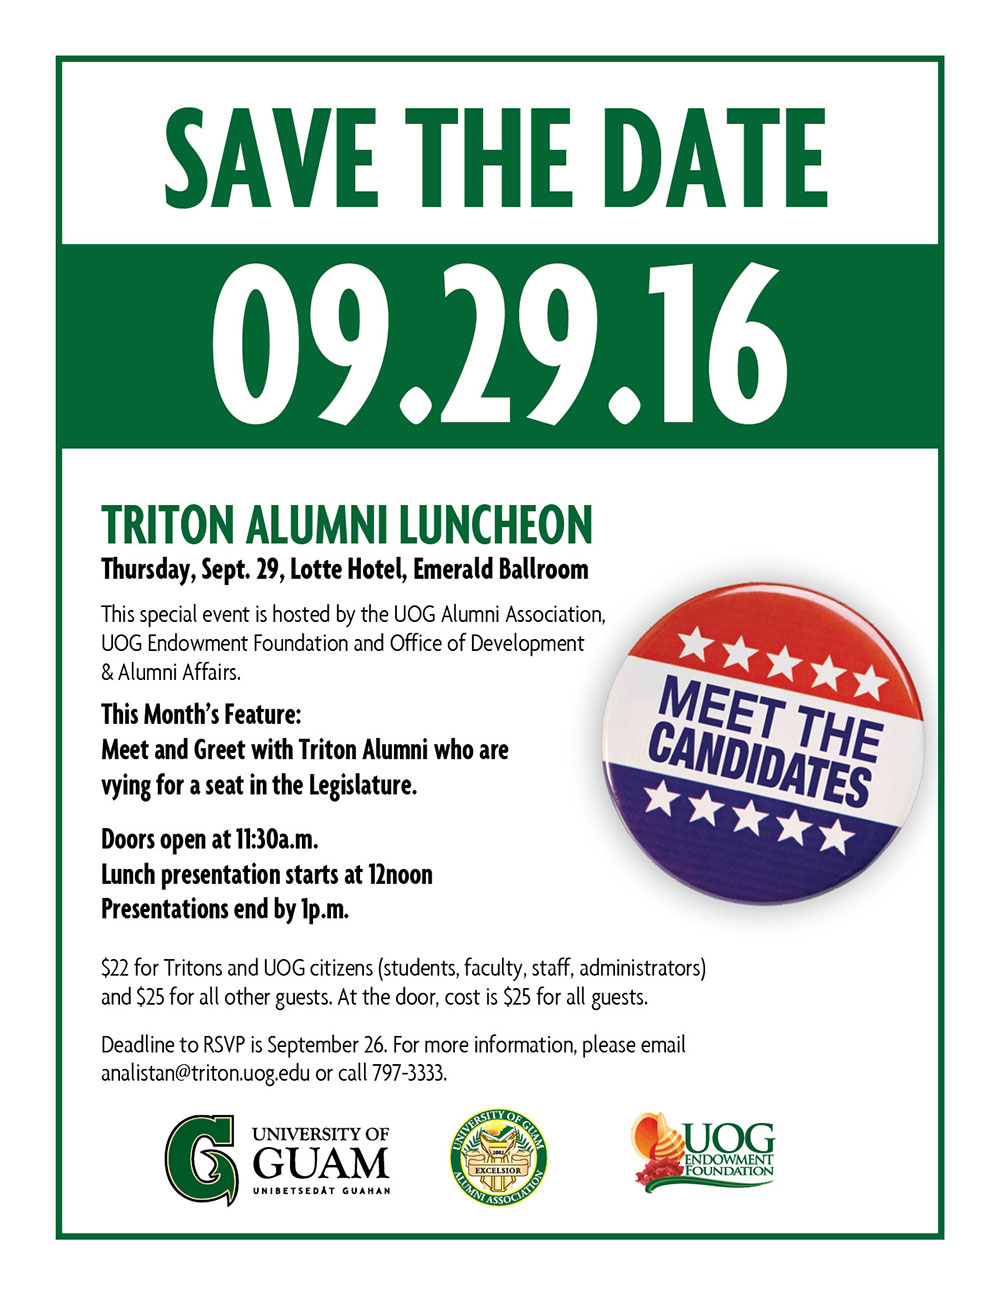 SAVE THE DATE
09.29.16
TRITON ALUMNI LUNCHEON
Thursday, Sept. 29, Lotte Hotel, Emerald Ballroom
This special event is hosted by the UOG Alumni Association,
UOG Endowment Foundation and Office of Development
& Alumni Affairs.
This Month's Feature:
Meet and Greet with Triton Alumni who are
vying for a seat in the Legislature.
MEET THE
CANDIDATES
Doors open at 11:30a.m.
Lunch presentation starts at 12noon
Presentations end by 1p.m.
$22 for Tritons and UOG citizens (students, faculty, staff, administrators)
and $25 for all other guests. At the door, cost is $25 for all guests.
Deadline to RSVP is September 26. For more information, please email
analistan@triton.uog.edu or call 797-3333.
G
UNIVERSITY OF
GUAM
UNIBETSEDÅT GUAHAN
UNIVERSITY OF GUAM
2002
EXCELSIOR
ALUMNI ASSOCIATION
UOG
ENDOWMENT
FOUNDATION